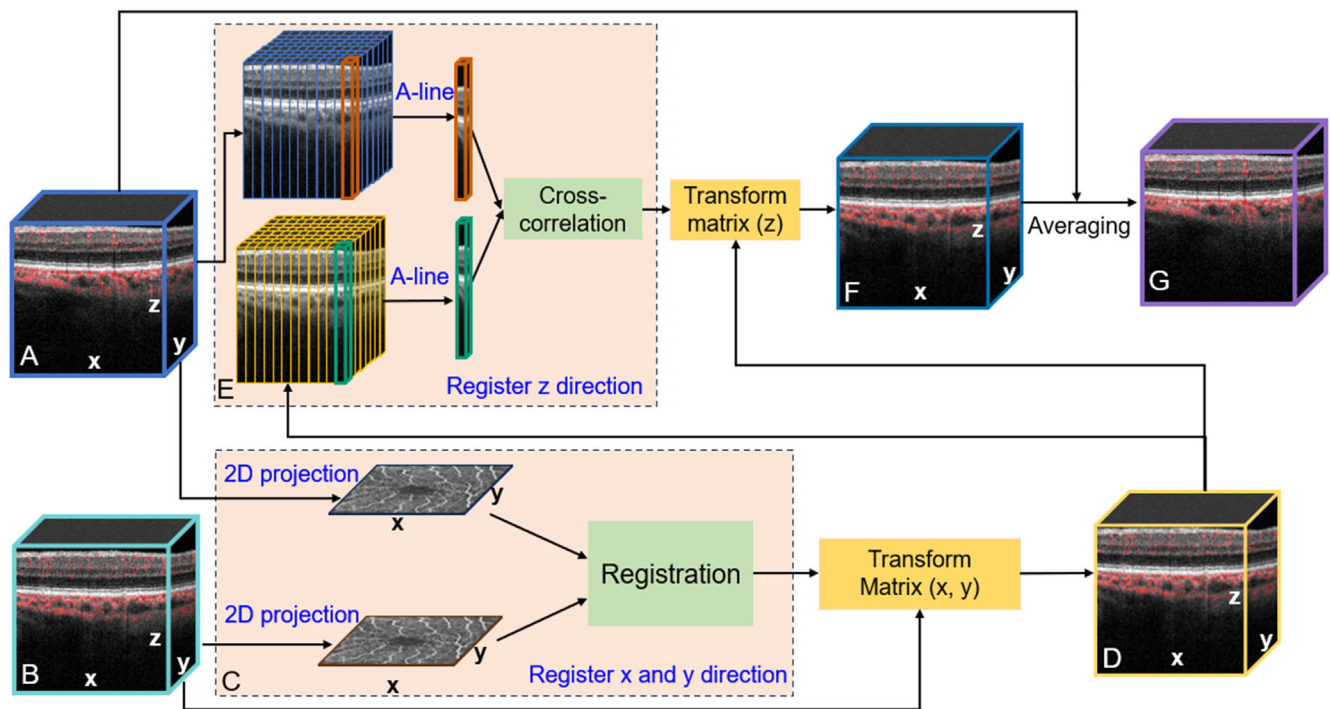 A-line
Cross-
correlation
Transform
matrix (z)
A-line
Averaging
z
y
x
A
z
y
x
F
G
E
Register z direction
2D projection
y
x
Registration
Transform
Matrix (x, y)
2D projection
y
x
C
Register x and y direction
z
y
x
B
z
y
x
D